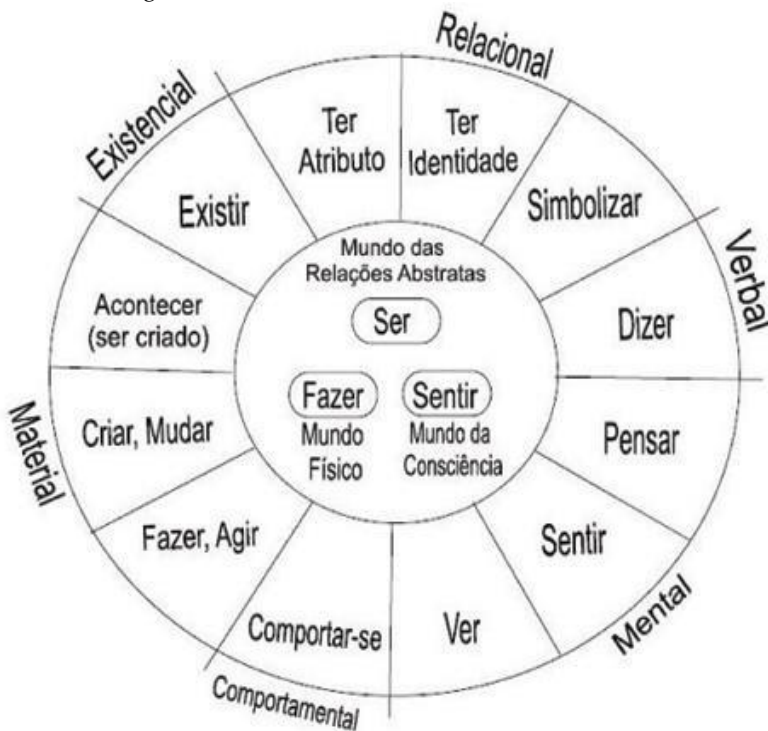 Relacional
Existencial
Ter
Atributo
Ter
Identidade
Simbolizar
Existir
Verbal
Mundo das
Relações Abstratas
Ser
Acontecer
(ser criado)
Dizer
Fazer
Sentir
Mundo
Físico
Mundo da
Consciência
Material
Criar, Mudar
Pensar
Fazer, Agir
Sentir
Mental
Comportar-se
Ver
Comportamental